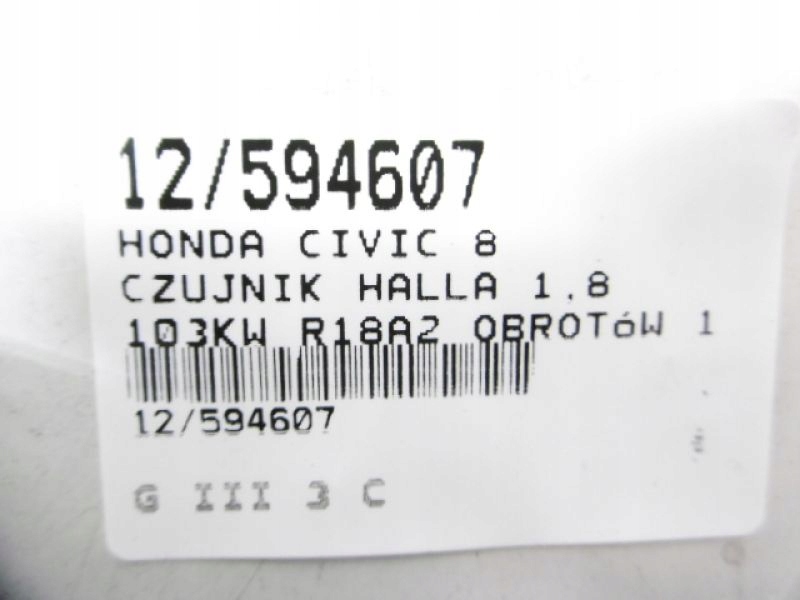 12/594607
HONDA CIVIC 8
CZUJNIK HALLA 1,8
103KW R18A2 OBROTóW 1
12/594607
G III 3 C